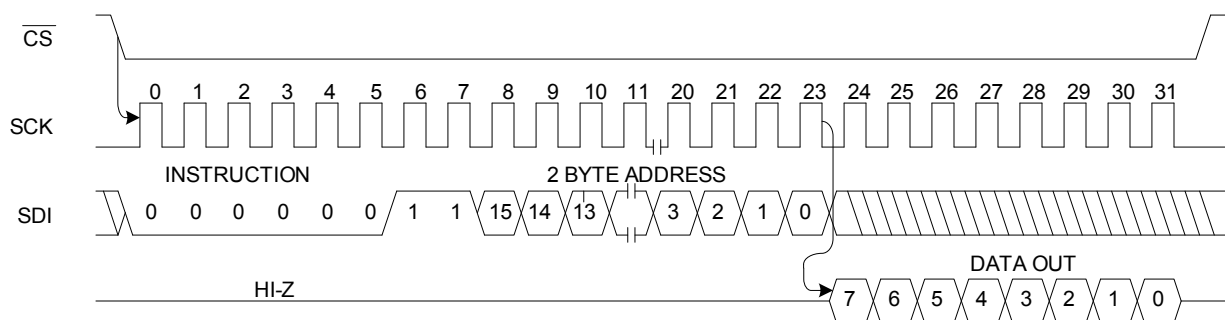 CS
0 1 2 3 4 5 6 7 8 9 10 11 20 21 22 23 24 25 26 27 28 29 30 31
SCK
INSTRUCTION 2 BYTE ADDRESS
SDI 0 0 0 0 0 0 1 1 15 14 13 3 2 1 0
DATA OUT
HI-Z
7 6 5 4 3 2 1 0